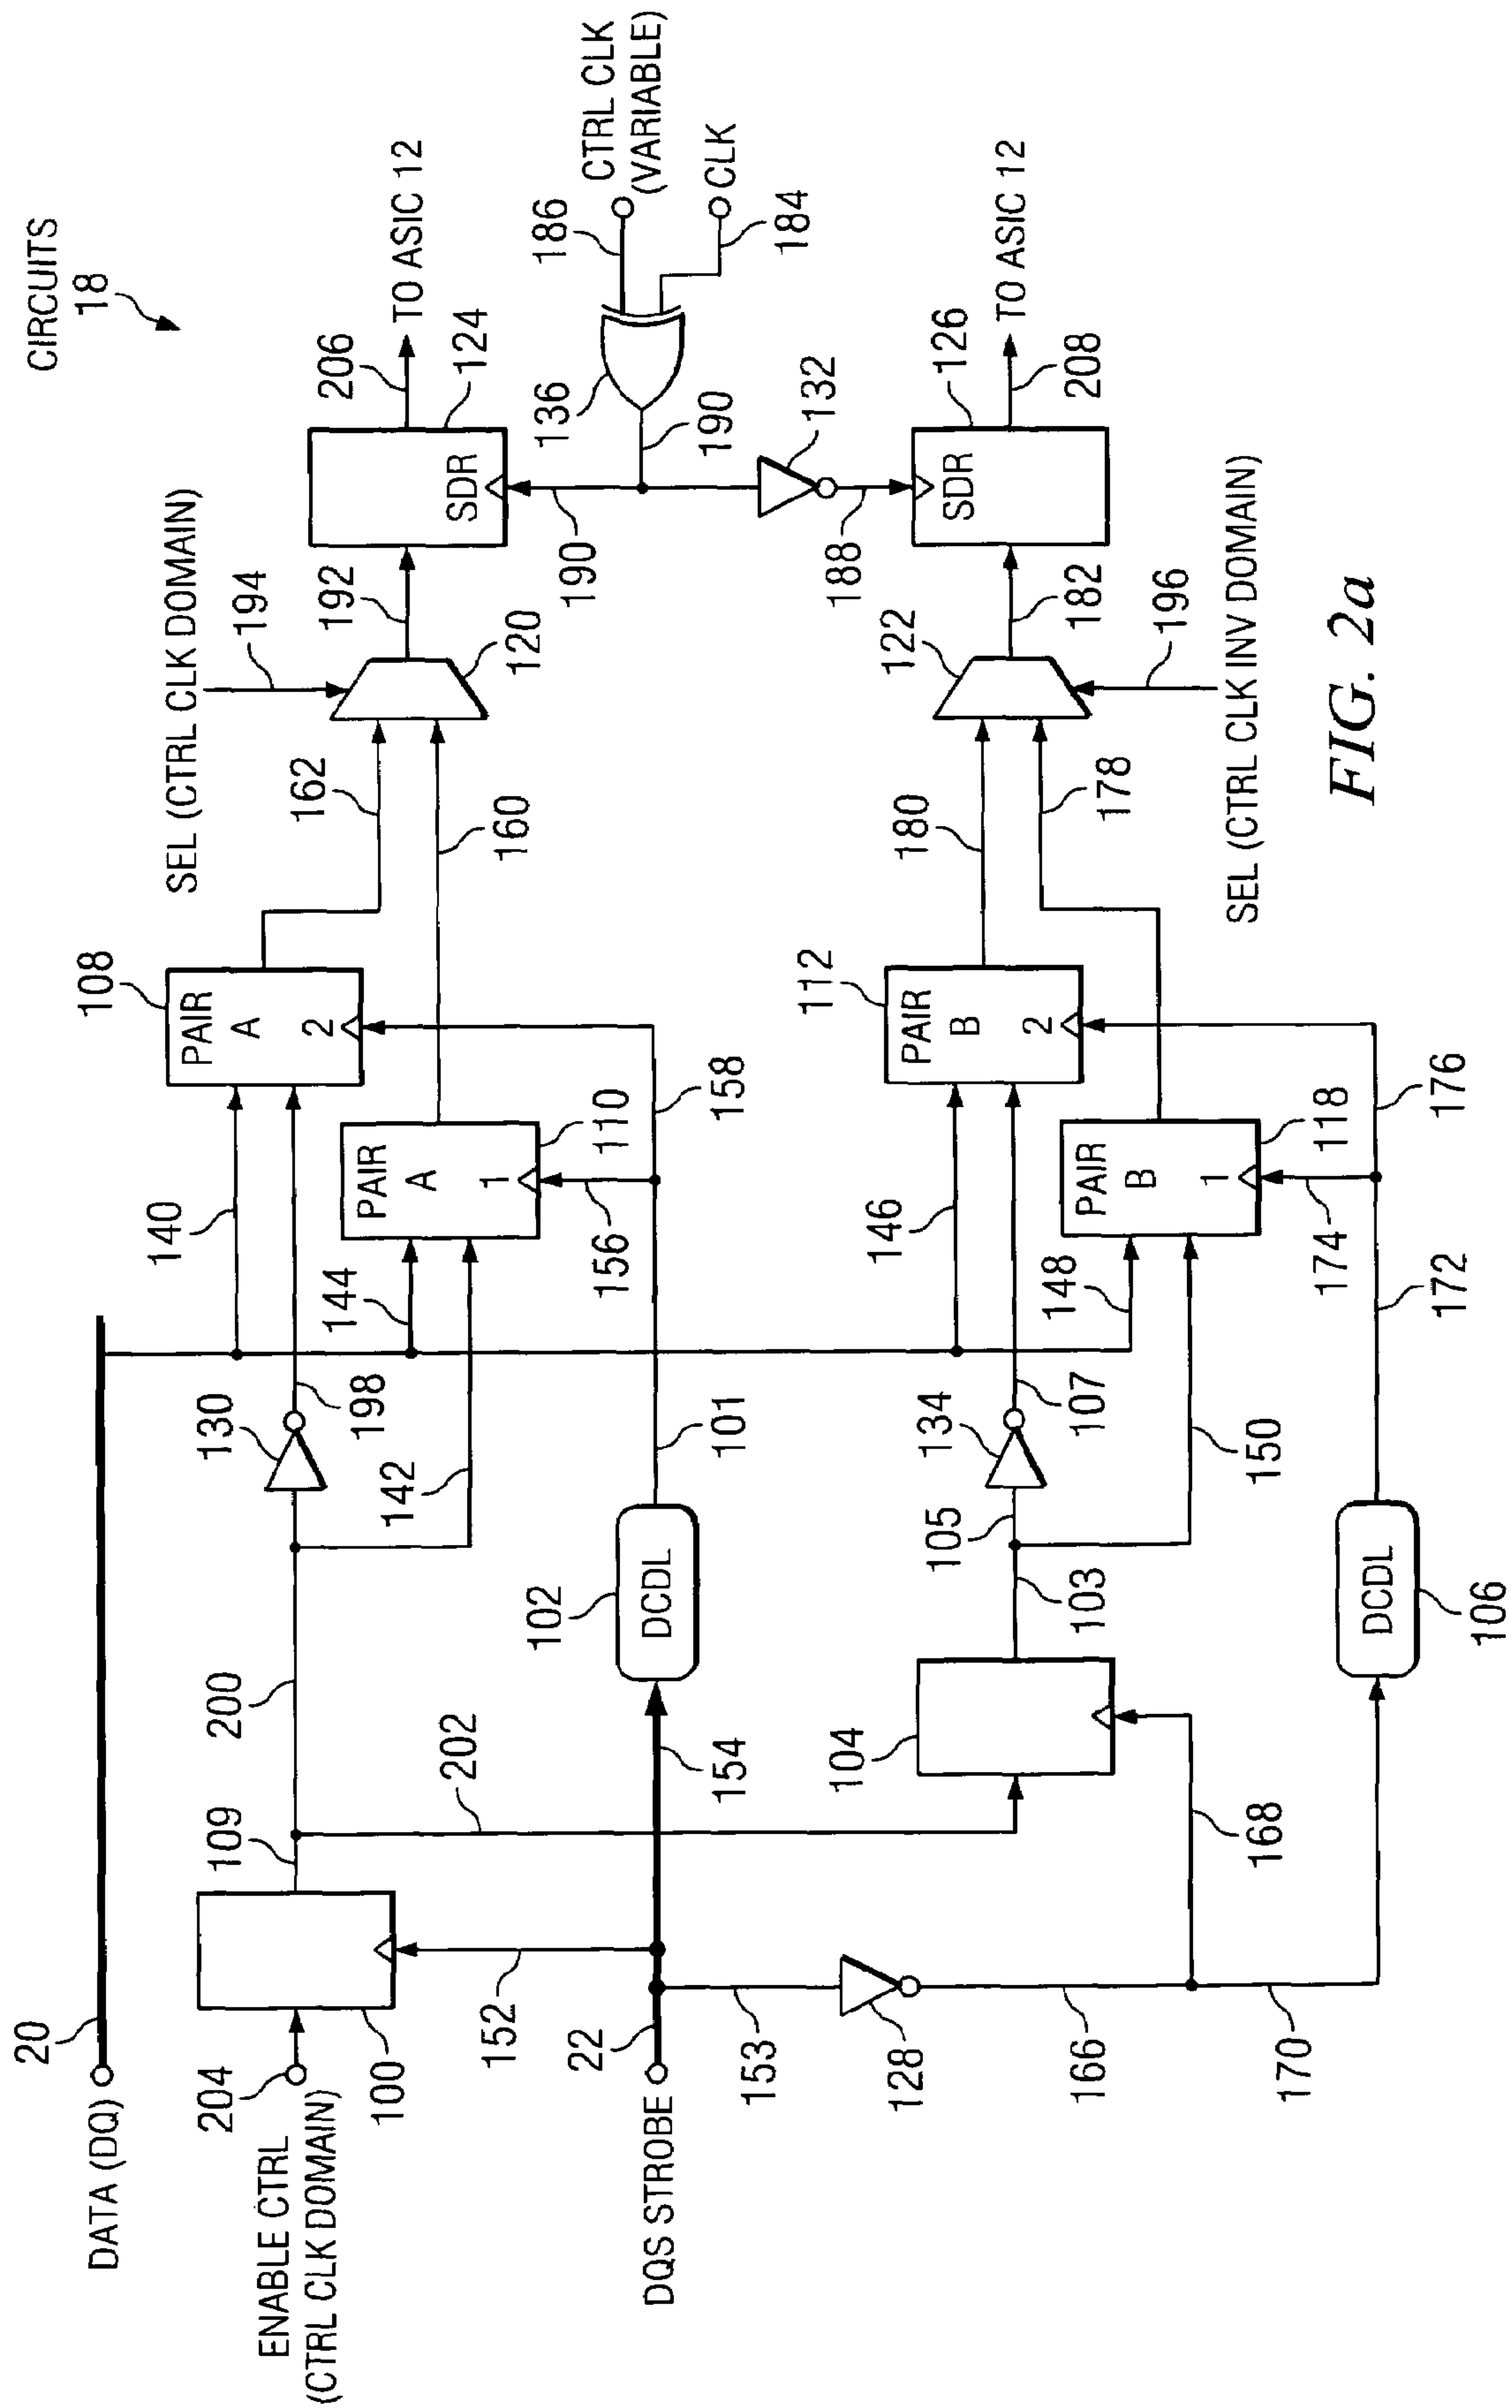 CIRCUITS
18
DATA (DQ)
20
ENABLE CTRL
(CTRL CLK DOMAIN)
204
100
109
200
202
130
198
142
140
144
108
PAIR
A
2
PAIR
A
1
110
162
160
SEL (CTRL CLK DOMAIN)
194
120
192
SDR
124
206
TO ASIC 12
DQS STROBE
22
152
154
102
DCDL
101
156
158
190
190
136
186
CTRL CLK
(VARIABLE)
CLK
184
132
188
153
128
166
168
170
104
103
105
134
107
150
146
148
112
PAIR
B
2
PAIR
B
1
118
180
178
122
182
SDR
126
208
TO ASIC 12
196
SEL (CTRL CLK INV DOMAIN)
DCDL
106
172
174
176
FIG. 2a